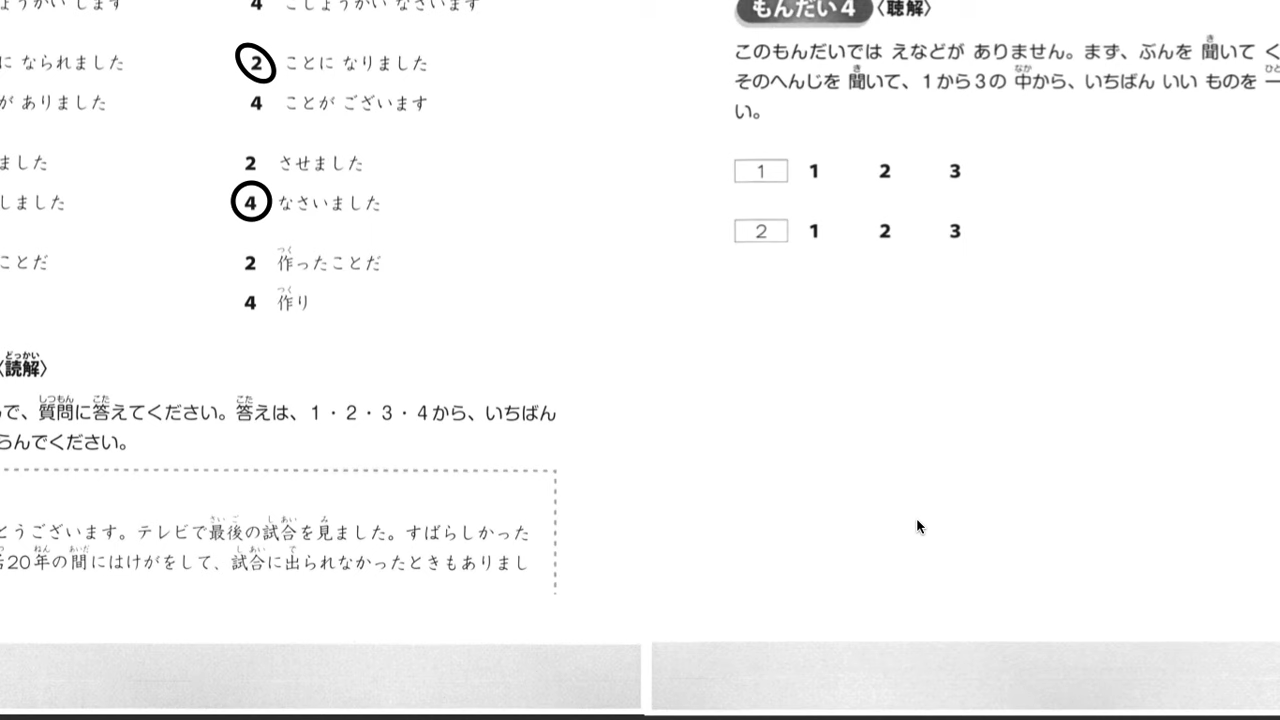 4 ごしょうかい なさいます
に なられました 2 ことに なりました
が ありました 4 ことが ございます
ました 2 させました
しました 4 なさいました
ことだ 2 作ったことだ
4 作り
〈読解〉
で、質問に答えてください。答えは、1・2・3・4から、いちばん
らんでください。
とうございます。テレビで最後の試合を見ました。すばらしかった
20年の間にはけがをして、試合に出られなかったときもありまし
もんだい4 〈聴解〉
このもんだいでは えなどが ありません。まず、ぶんを 聞いて く
そのへんじを 聞いて、1から3の 中から、いちばん いい ものを 一
い。
1 1 2 3
2 1 2 3